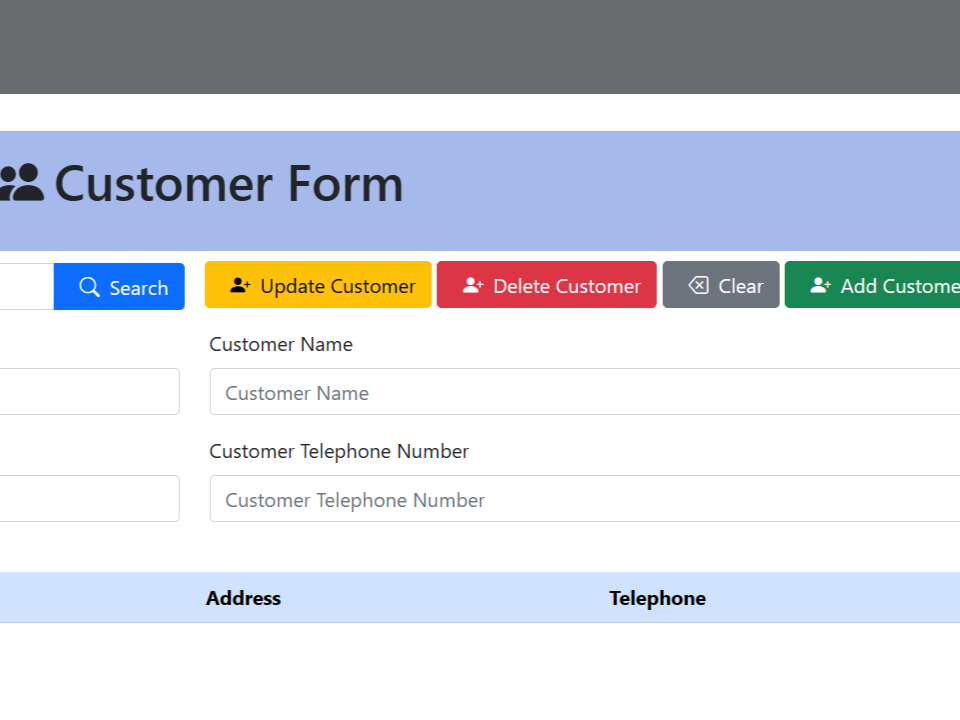 Customer Form
Search Update Customer Delete Customer Clear Add Custome
Customer Name
Customer Name
Customer Telephone Number
Customer Telephone Number
Address Telephone